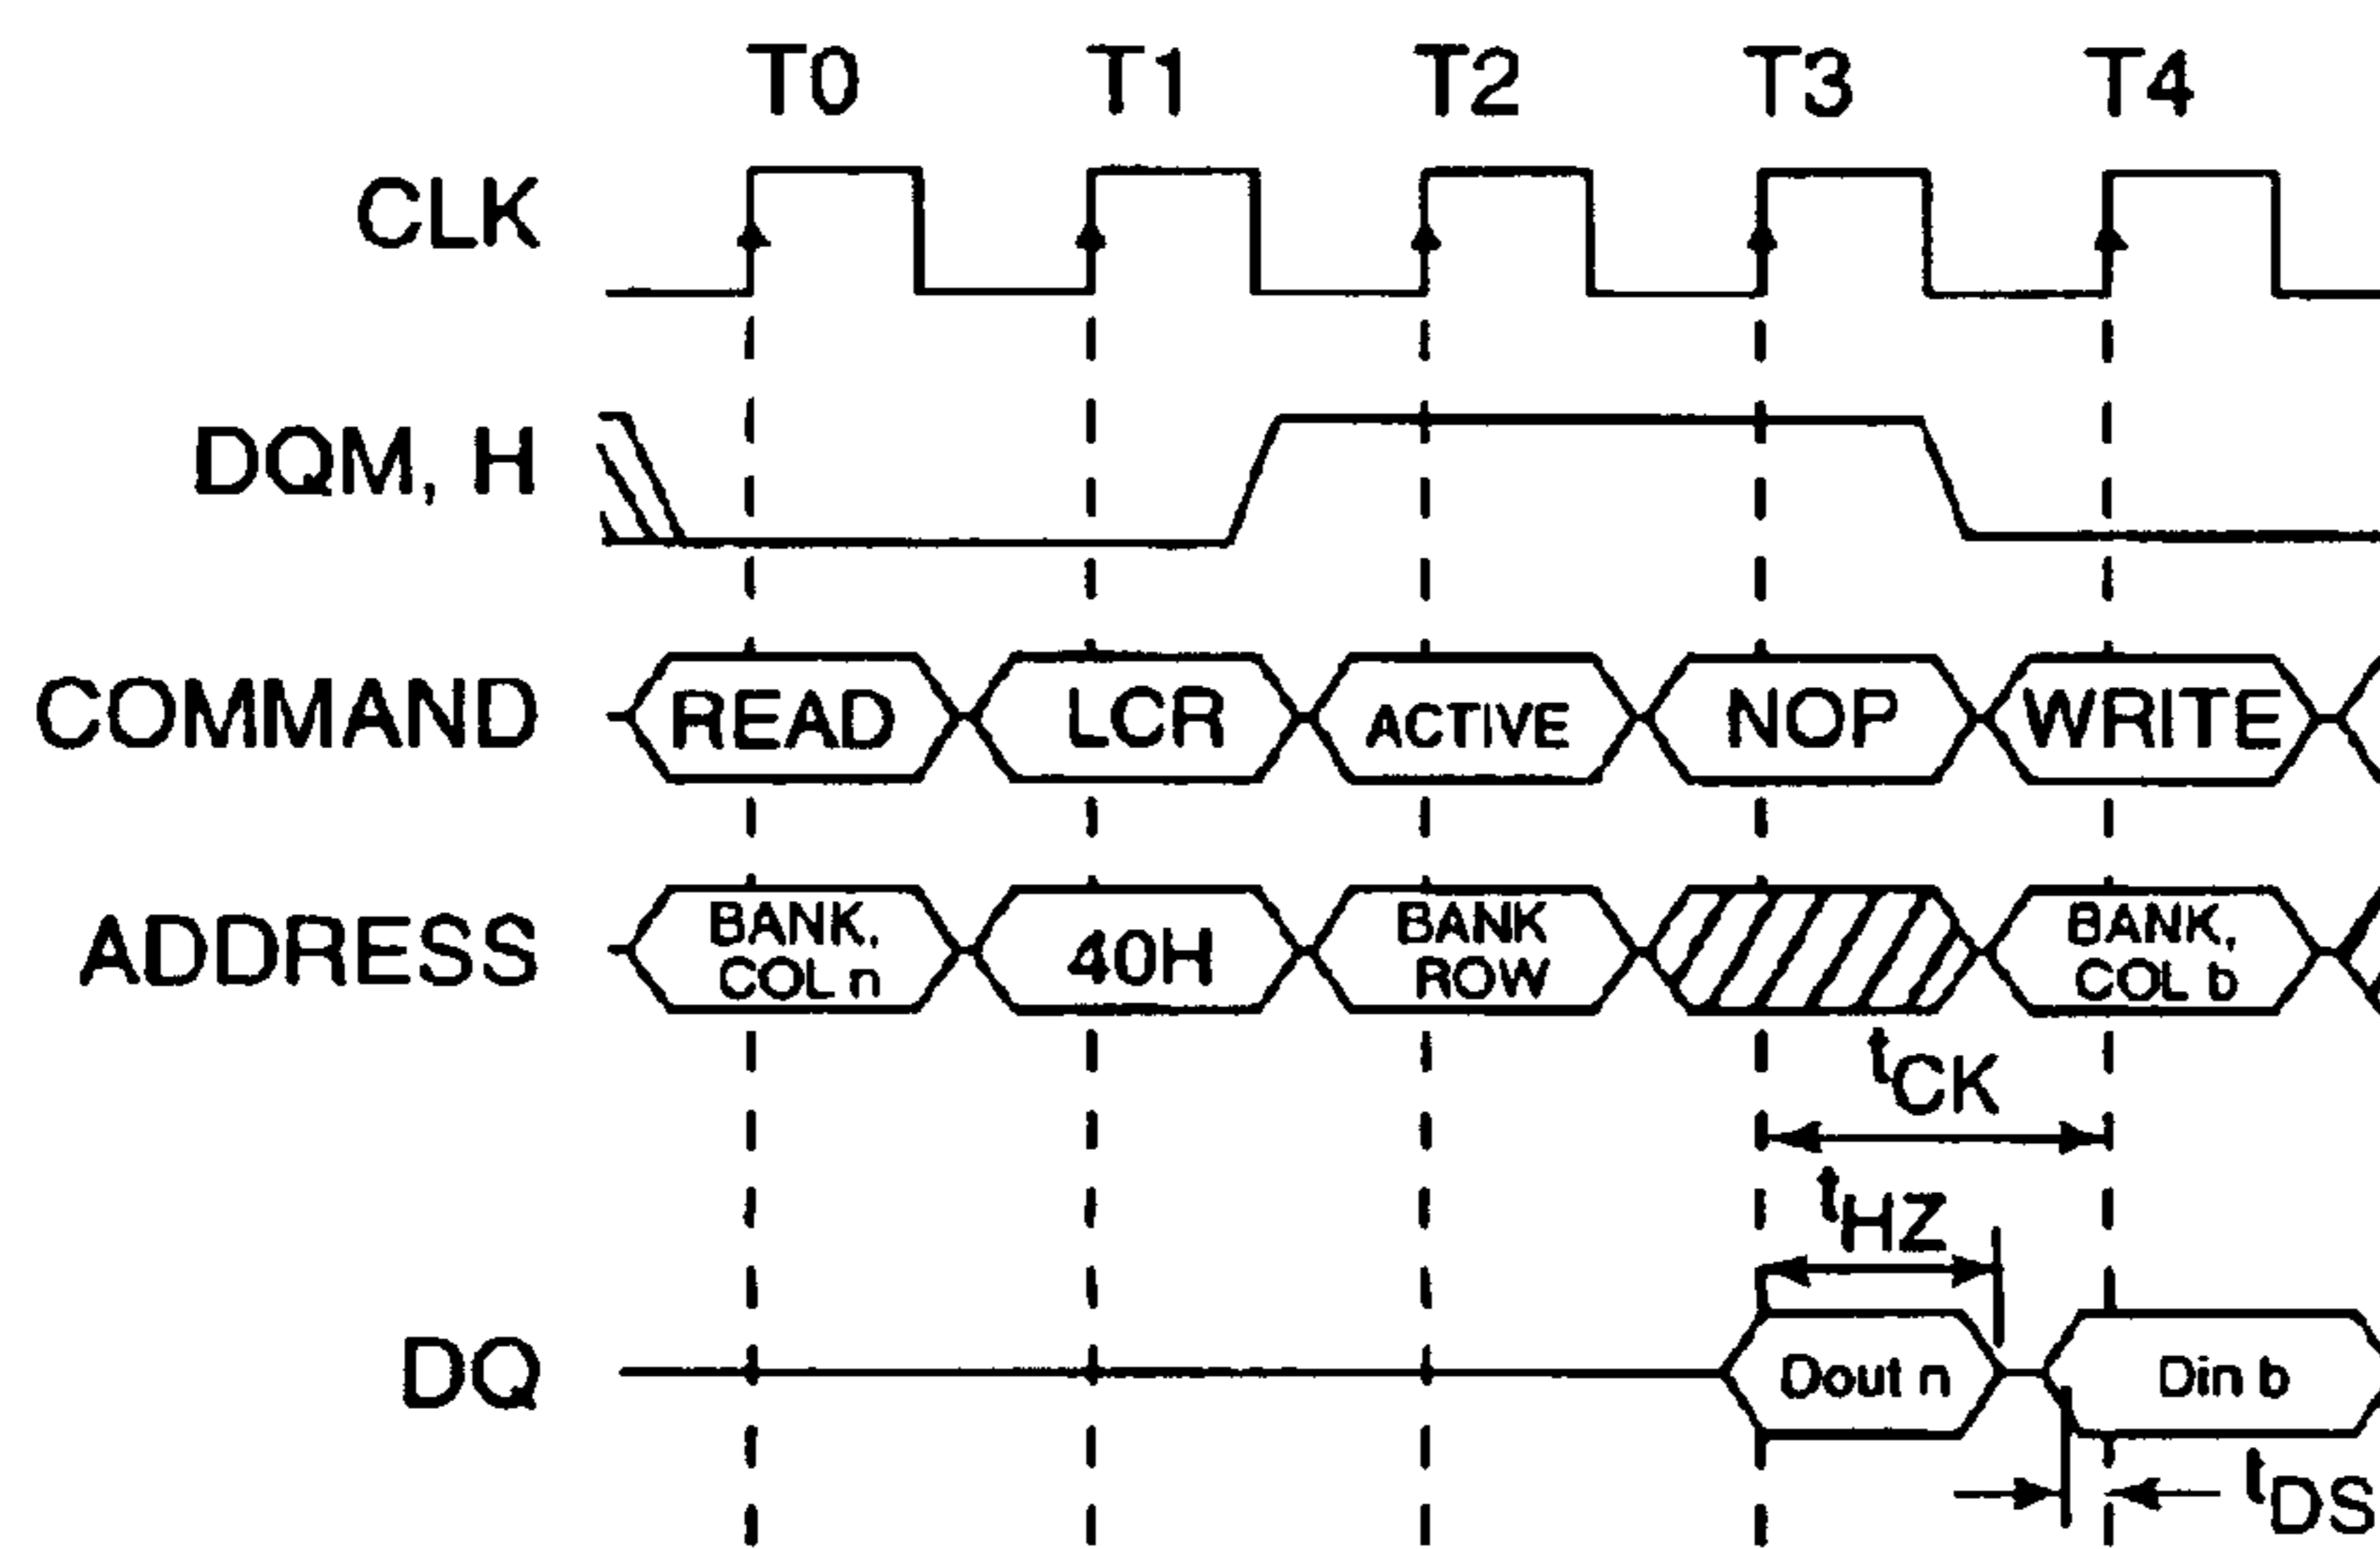 T0 T1 T2 T3 T4
CLK
DQM, H
COMMAND READ LCR ACTIVE NOP WRITE
ADDRESS BANK, COL n 40H BANK ROW BANK, COL b
tCK
tHZ
DQ Dout n Din b
tDS